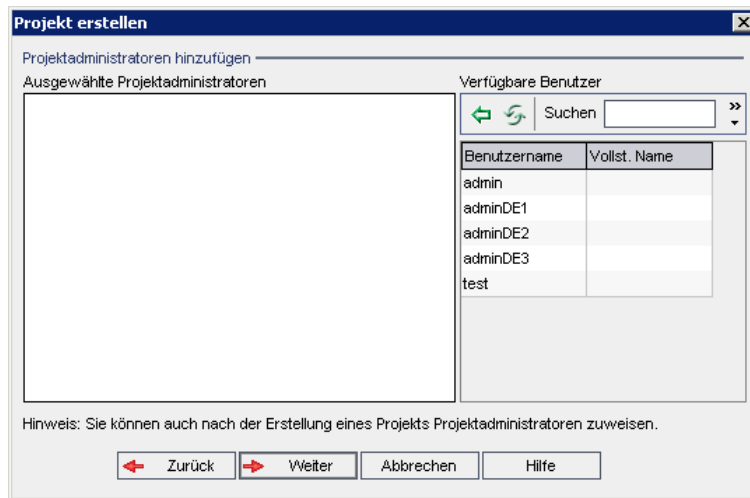 Projekt erstellen
Projektadministratoren hinzufügen
Ausgewählte Projektadministratoren
Verfügbare Benutzer
Suchen
Benutzername Vollst. Name
admin
adminDE1
adminDE2
adminDE3
test
Hinweis: Sie können auch nach der Erstellung eines Projekts Projektadministratoren zuweisen.
Zurück Weiter Abbrechen Hilfe